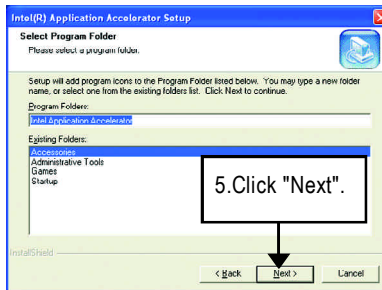 Intel(R) Application Accelerator Setup
Select Program Folder
Please select a program folder.
Setup will add program icons to the Program Folder listed below. You may type a new folder
name, or select one from the existing folders list. Click Next to continue.
Program Folders:
Intel Application Accelerator
Existing Folders:
Accessories
Administrative Tools
Games
Startup
5.Click "Next".
InstallShield
< Back
Next >
Cancel